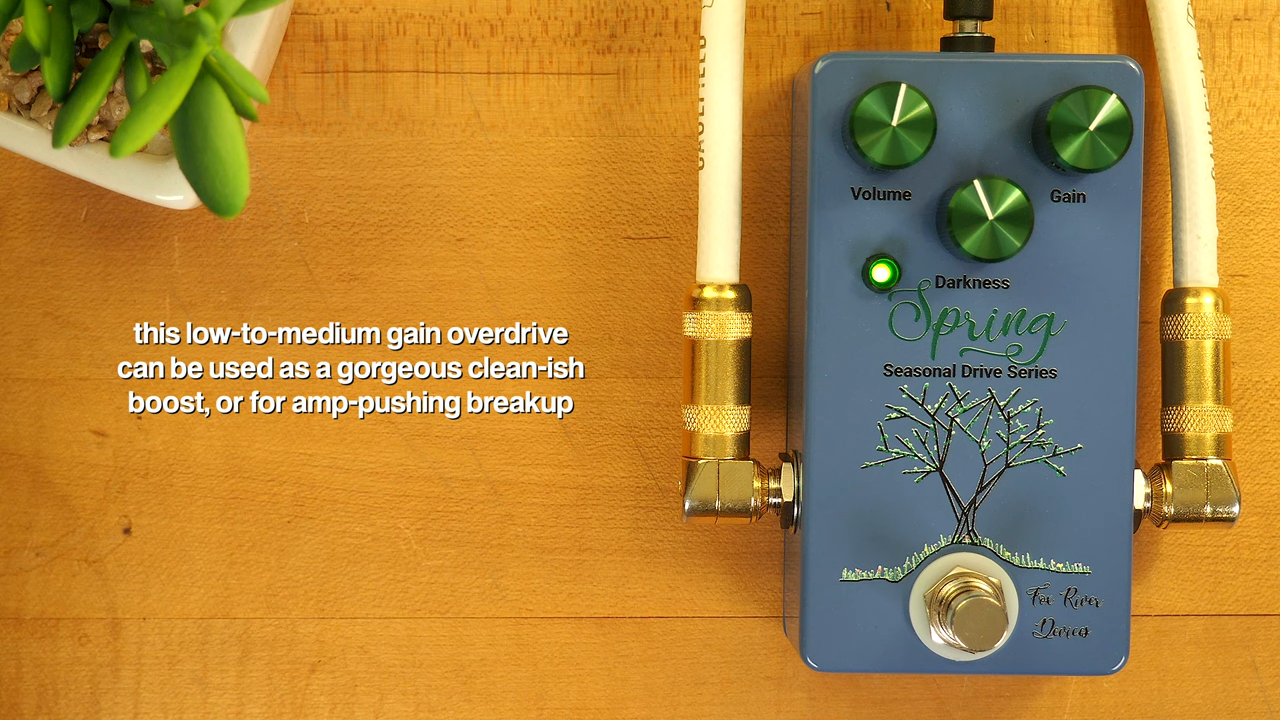 this low-to-medium gain overdrive
can be used as a gorgeous clean-ish
boost, or for amp-pushing breakup
Volume
Gain
Darkness
Spring
Seasonal Drive Series
Fox River
Devices